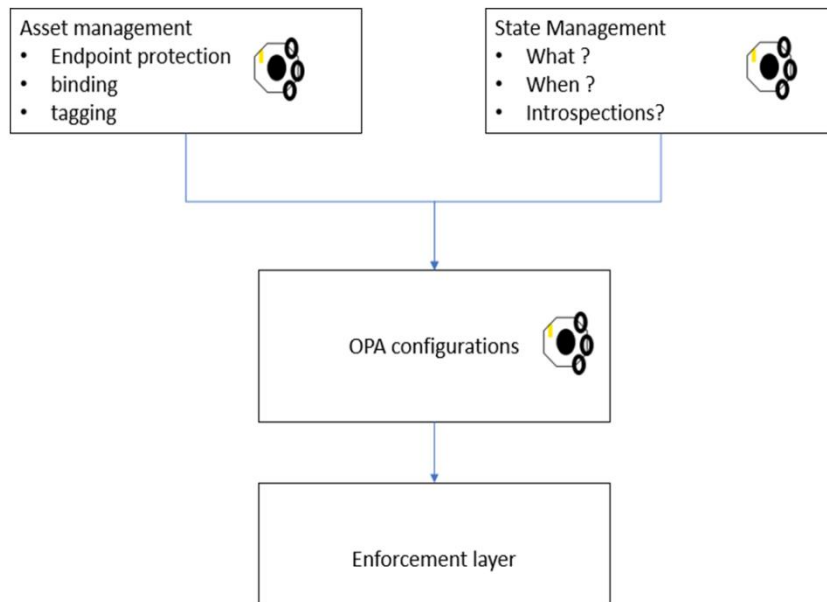 Asset management
• Endpoint protection
• binding
• tagging
State Management
• What ?
• When ?
• Introspections?
OPA configurations
Enforcement layer